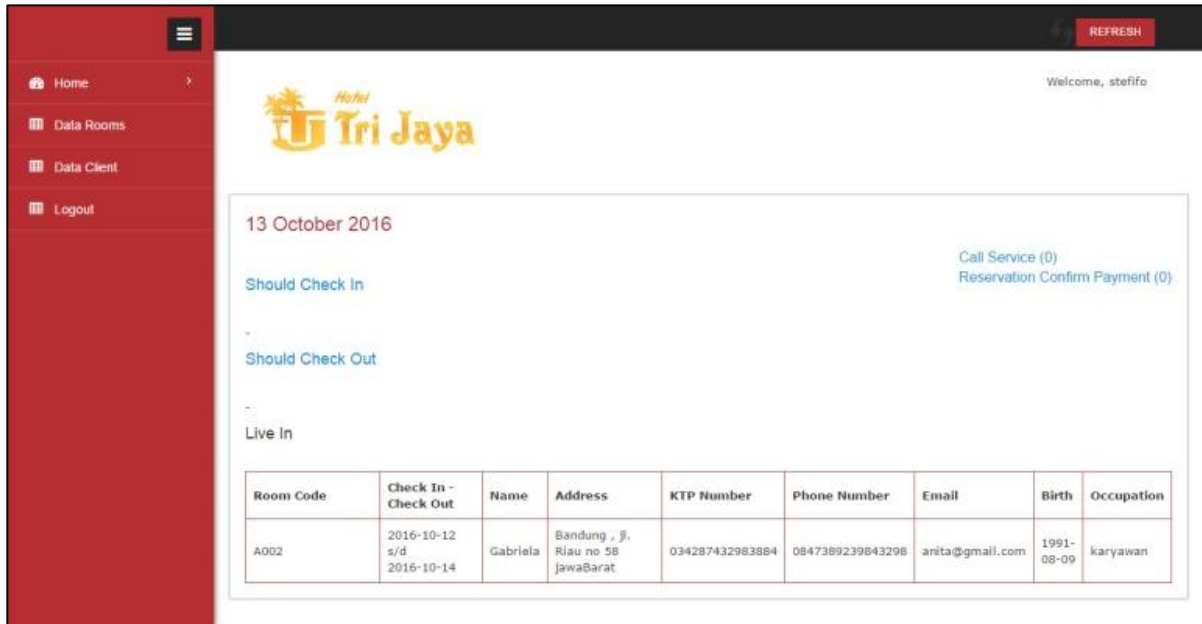 REFRESH
Home
Data Rooms
Data Client
Logout
Welcome, stefifo
Hotel
Tri Jaya
13 October 2016
Call Service (0)
Reservation Confirm Payment (0)
Should Check In
-
Should Check Out
-
Live In
Room Code
Check In -
Check Out
Name
Address
KTP Number
Phone Number
Email
Birth
Occupation
A002
2016-10-12
s/d
2016-10-14
Gabriela
Bandung , jl.
Riau no 58
JawaBarat
034287432983884
0847389239843298
anita@gmail.com
1991-
08-09
karyawan